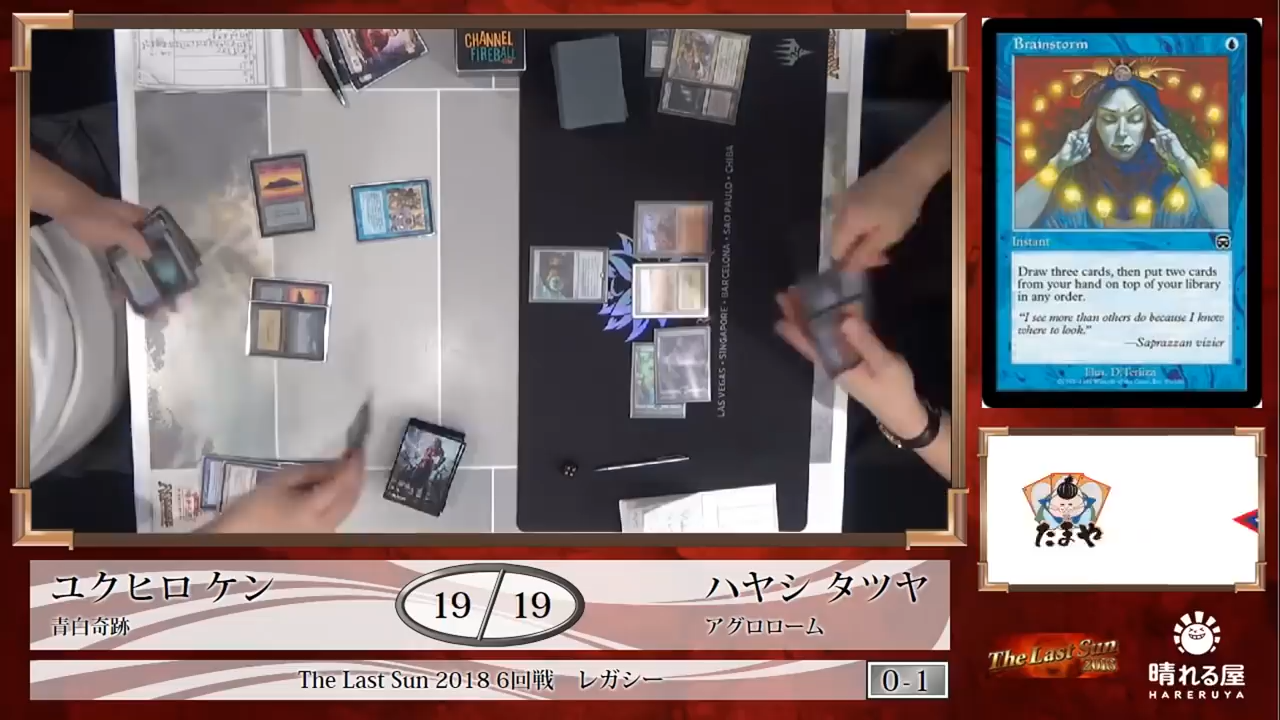 CHANNEL
FIREBALL
LAS VEGAS • SINGAPORE • BARCELONA • SAO PAULO • CHIBA
Brainstorm
Instant
Draw three cards, then put two cards
from your hand on top of your library
in any order.
"I see more than others do because I know
where to look."
—Saprazzan vizier
Illus. D.Terlizzi
たまや
ユクヒロ ケン
青白奇跡
19 / 19
ハヤシ タツヤ
アグロローム
The Last Sun 2018 6回戦 レガシー
0-1
The Last Sun
2018
晴れる屋
HARERUYA